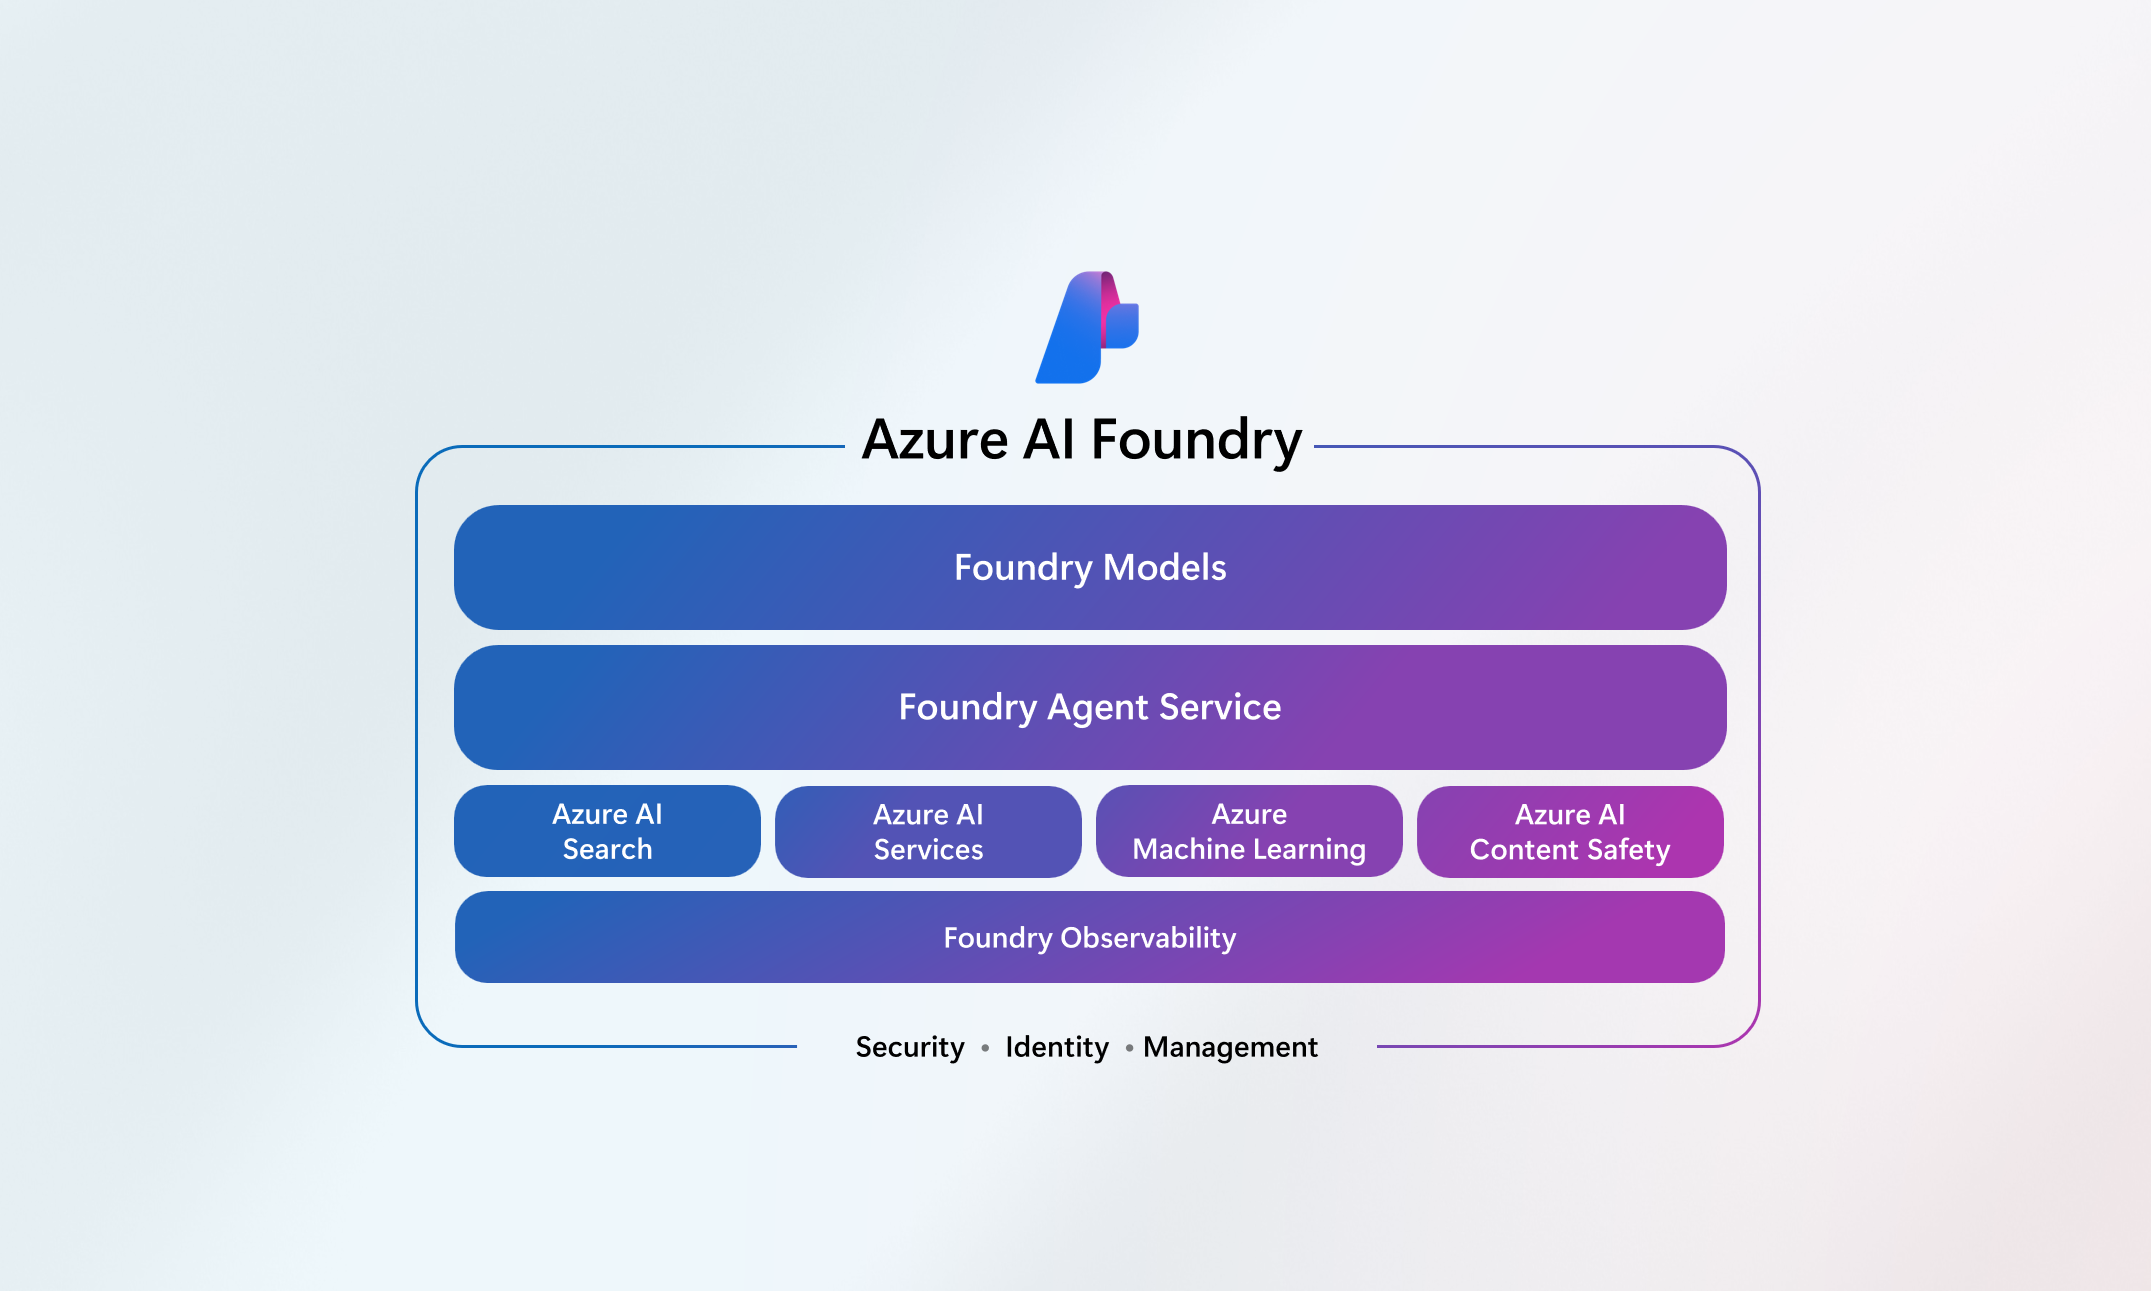 Azure AI Foundry
Foundry Models
Foundry Agent Service
Azure AI
Search
Azure AI
Services
Azure
Machine Learning
Azure AI
Content Safety
Foundry Observability
Security • Identity • Management